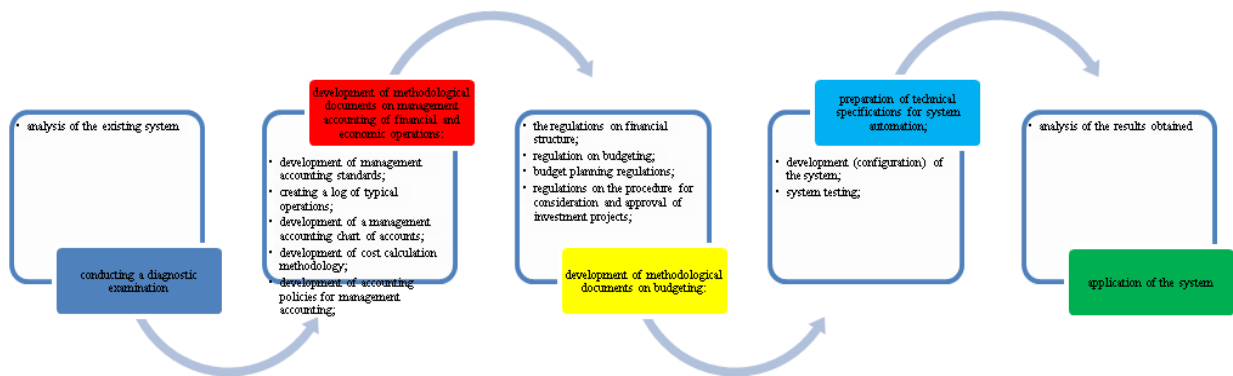 • analysis of the existing system
conducting a diagnostic
examination
development of methodological
documents on management
accounting of financial and
economic operations:
• development of management
accounting standards;
• creating a log of typical
operations;
• development of a management
accounting chart of accounts;
• development of cost calculation
methodology;
• development of accounting
policies for management
accounting;
• the regulations on financial
structure;
• regulation on budgeting;
• budget planning regulations;
• regulations on the procedure for
consideration and approval of
investment projects;
development of methodological
documents on budgeting:
preparation of technical
specifications for system
automation;
• development (configuration) of
the system;
• system testing;
• analysis of the results obtained
application of the system